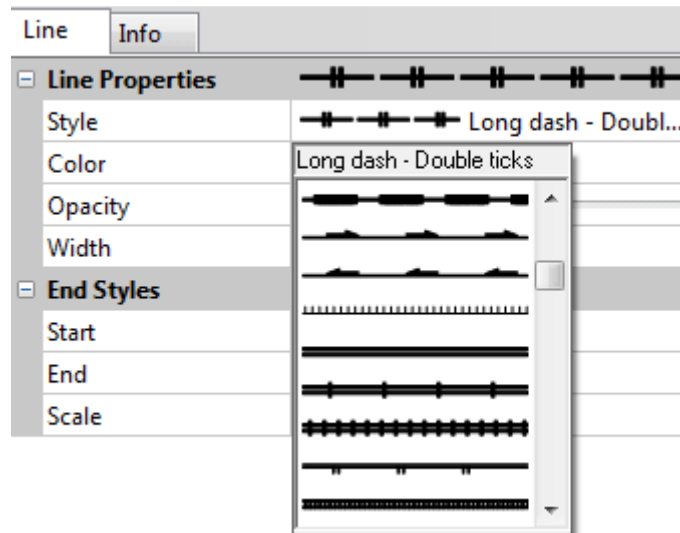 Line Info
Line Properties
Style Long dash - Doubl...
Color
Long dash - Double ticks
Opacity
Width
End Styles
Start
End
Scale